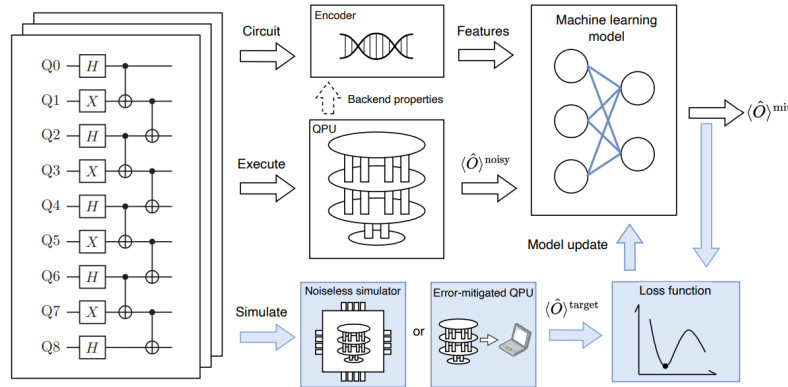 Circuit
Encoder
Features
Machine learning
model
Q0 H
Q1 X
Q2 H
Q3 X
Q4 H
Q5 X
Q6 H
Q7 X
Q8 H
Backend properties
QPU
Execute
⟨Ô⟩noisy
⟨Ô⟩mit
Model update
Simulate
Noiseless simulator
or
Error-mitigated QPU
⟨Ô⟩target
Loss function